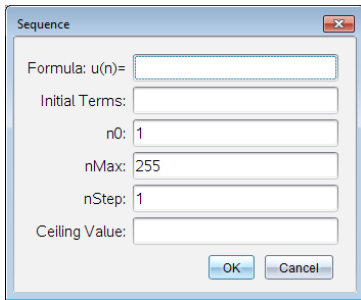 Sequence
Formula: u(n)=
Initial Terms:
n0: 1
nMax: 255
nStep: 1
Ceiling Value:
OK Cancel